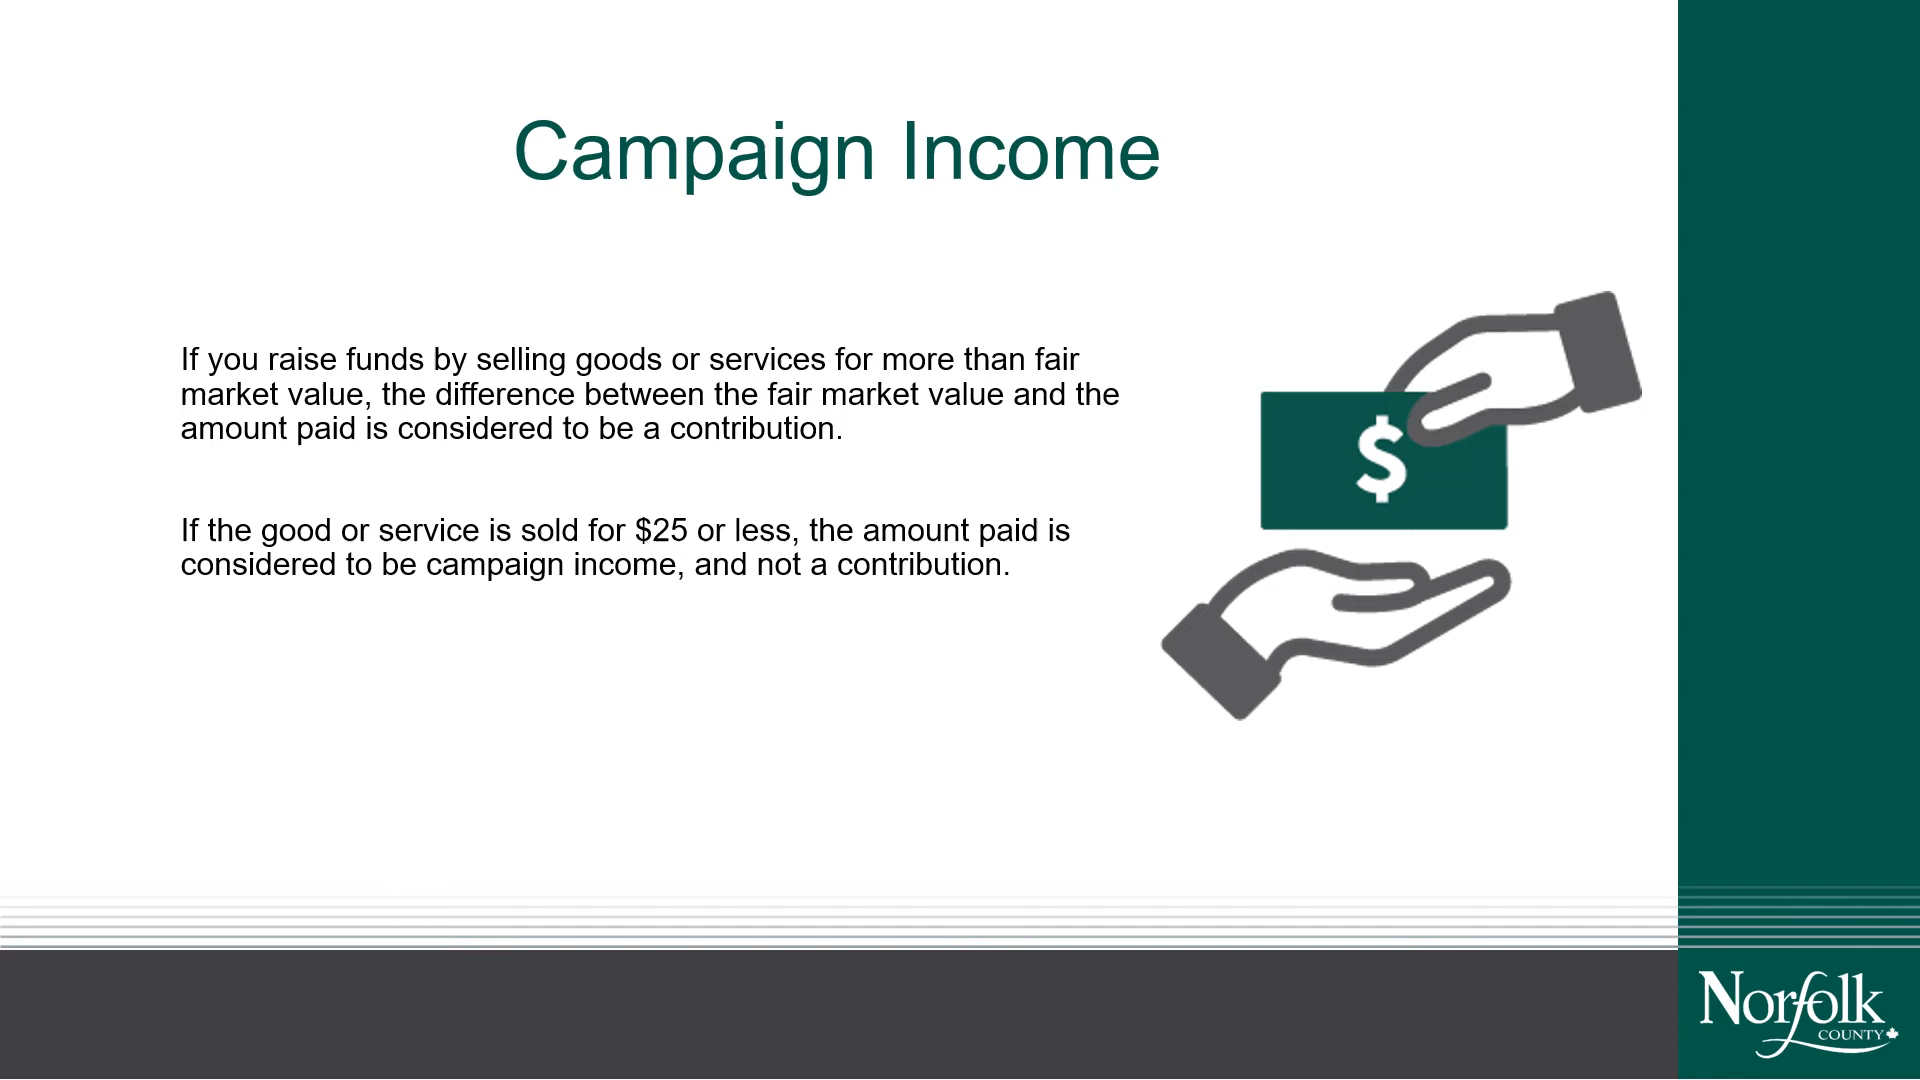 Campaign Income
If you raise funds by selling goods or services for more than fair
market value, the difference between the fair market value and the
amount paid is considered to be a contribution.
If the good or service is sold for $25 or less, the amount paid is
considered to be campaign income, and not a contribution.
$
Norfolk
COUNTY